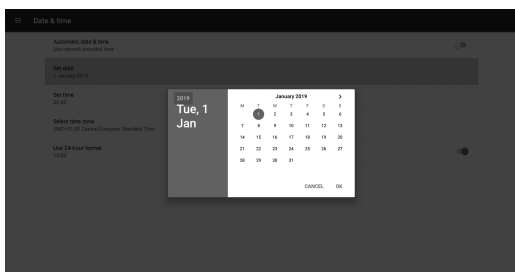 Date & time
Automatic date & time
Use network-provided time
Set date
1 January 2019
Set time
Select time zone
GMT+01:00 Central European Standard Time
Use 24-hour format
13:00
2019
Tue, 1
Jan
January 2019
M T W T F S S
1 2 3 4 5 6
7 8 9 10 11 12 13
14 15 16 17 18 19 20
21 22 23 24 25 26 27
28 29 30 31
CANCEL OK